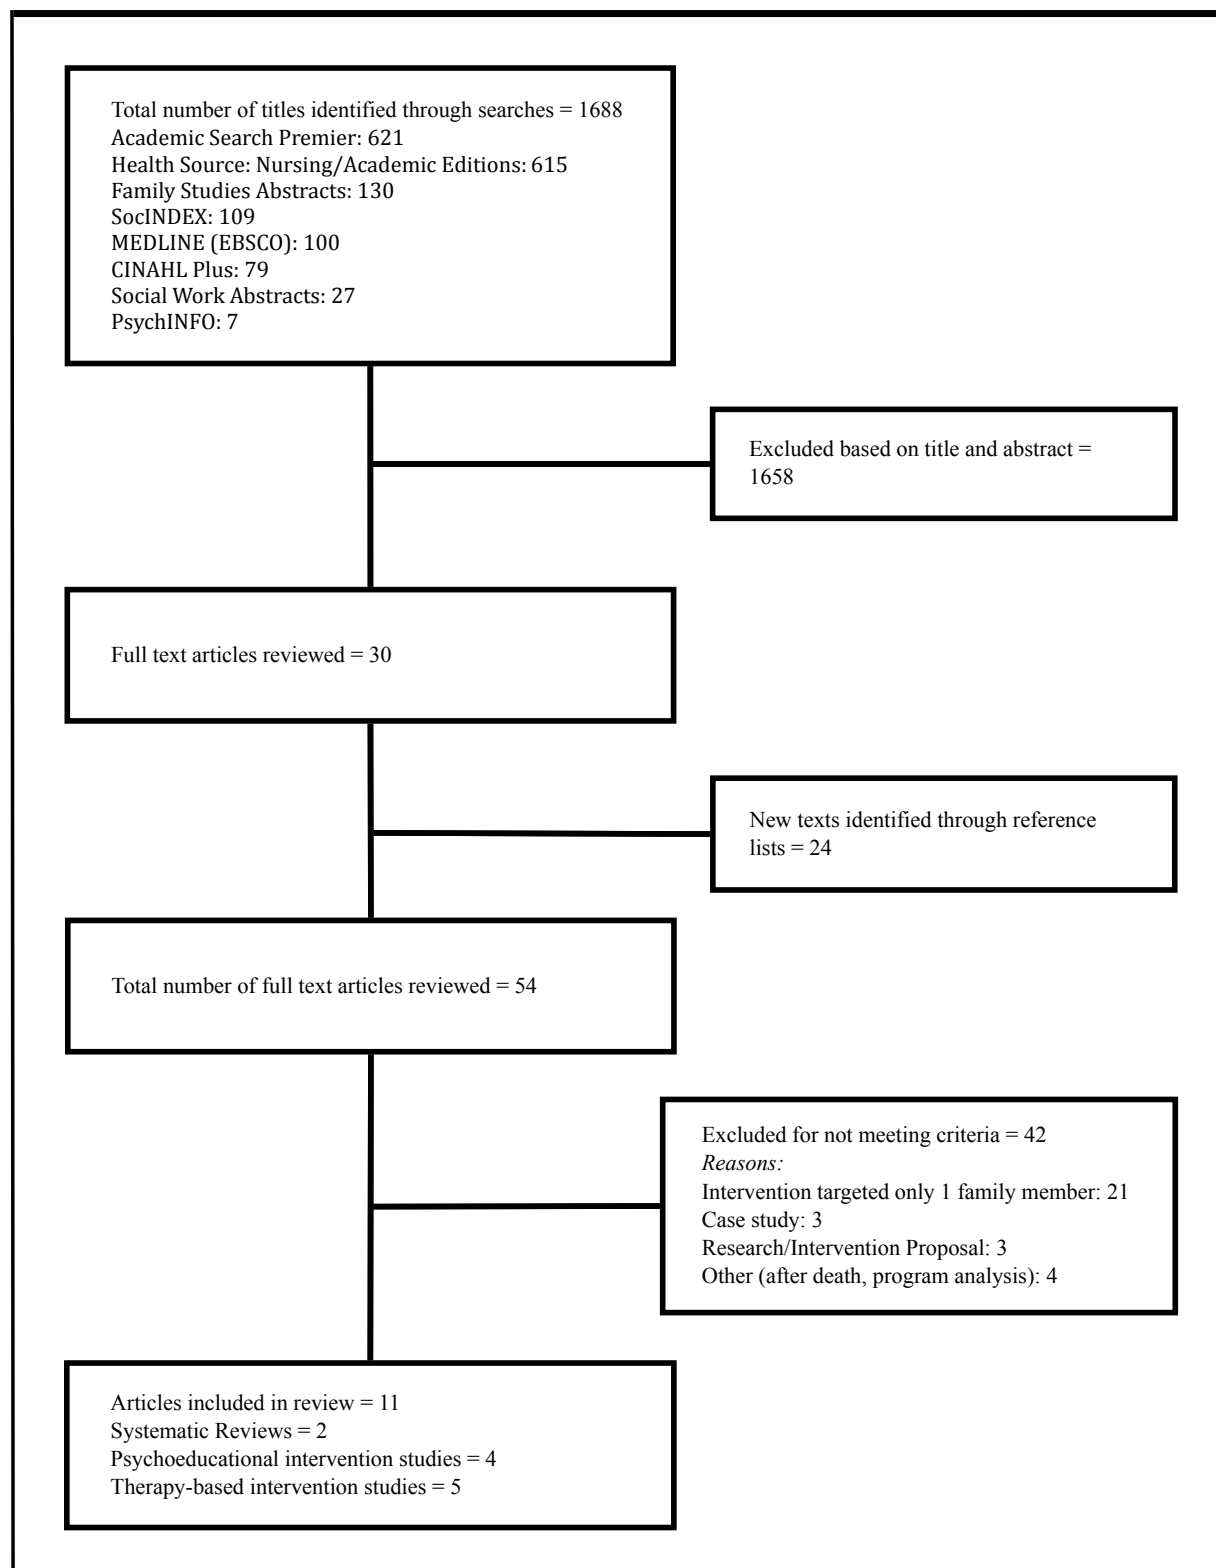 Total number of titles identified through searches = 1688
Academic Search Premier: 621
Health Source: Nursing/Academic Editions: 615
Family Studies Abstracts: 130
SocINDEX: 109
MEDLINE (EBSCO): 100
CINAHL Plus: 79
Social Work Abstracts: 27
PsychINFO: 7
Excluded based on title and abstract =
1658
Full text articles reviewed = 30
New texts identified through reference
lists = 24
Total number of full text articles reviewed = 54
Excluded for not meeting criteria = 42
Reasons:
Intervention targeted only 1 family member: 21
Case study: 3
Research/Intervention Proposal: 3
Other (after death, program analysis): 4
Articles included in review = 11
Systematic Reviews = 2
Psychoeducational intervention studies = 4
Therapy-based intervention studies = 5